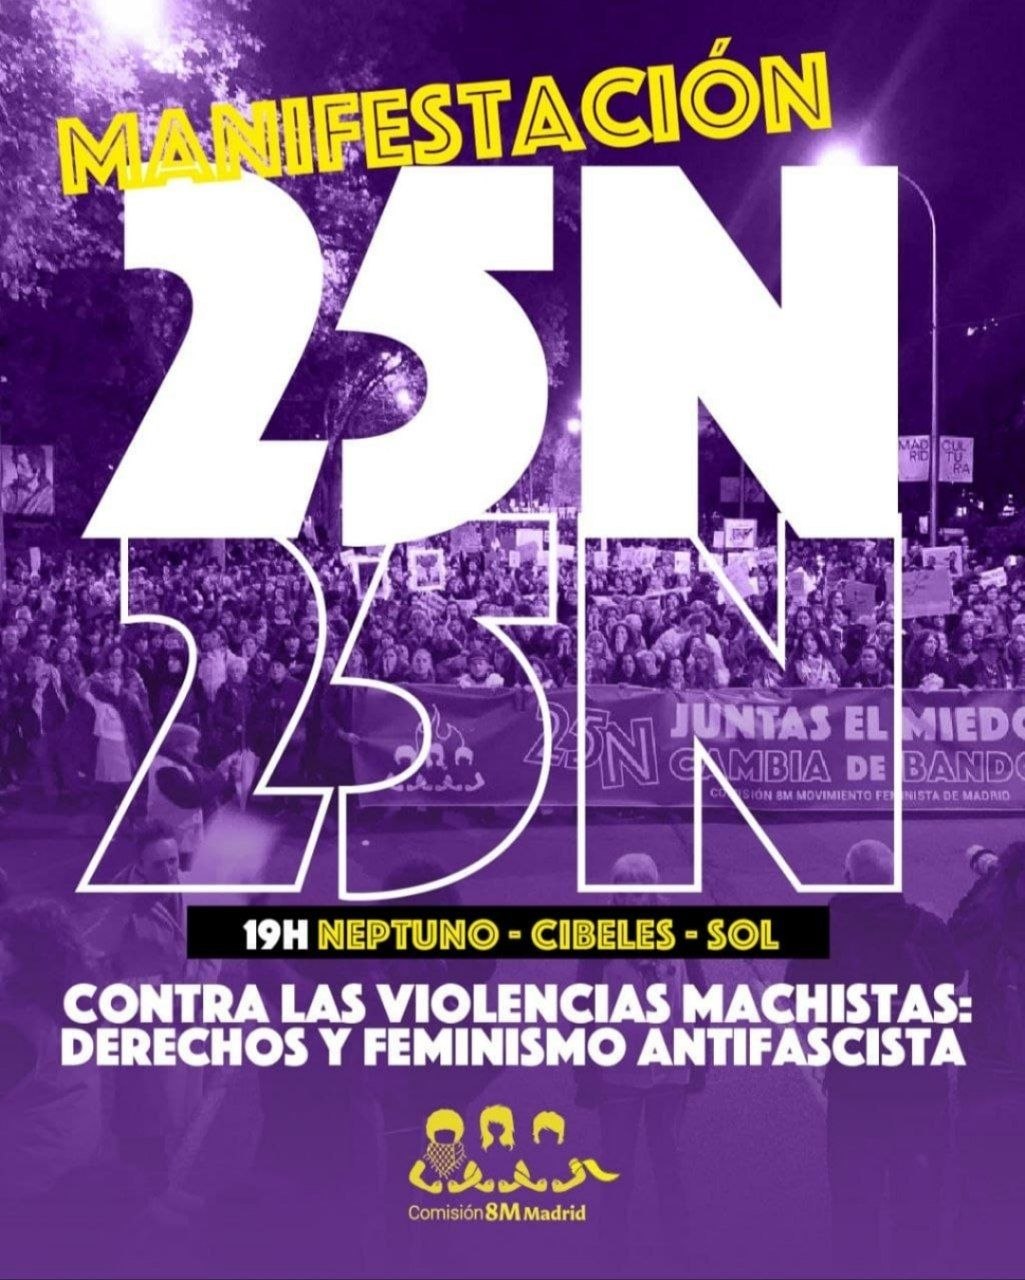 MANIFESTACIÓN
25N
25N
MAD
RID
CUL
TU
RA
25N
JUNTAS EL MIEDO
CAMBIA DE BANDO
COMISIÓN 8M MOVIMIENTO FEMINISTA DE MADRID
19H NEPTUNO - CIBELES - SOL
CONTRA LAS VIOLENCIAS MACHISTAS:
DERECHOS Y FEMINISMO ANTIFASCISTA
Comisión 8M Madrid